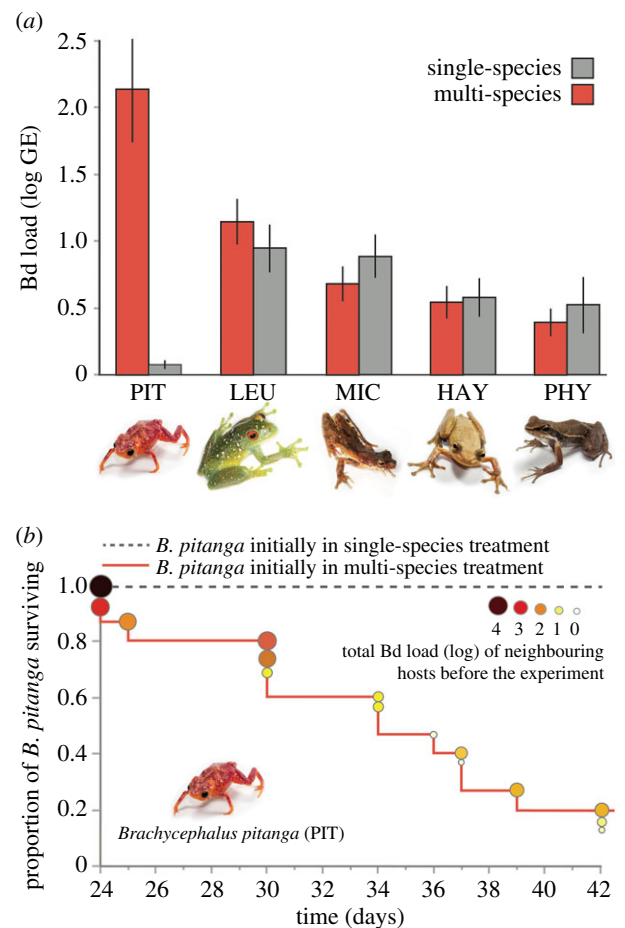 (a)
2.5
2.0
1.5
1.0
0.5
0
Bd load (log GE)
single-species
multi-species
PIT LEU MIC HAY PHY
(b)
B. pitanga initially in single-species treatment
B. pitanga initially in multi-species treatment
1.0
0.8
0.6
0.4
0.2
0
proportion of B. pitanga surviving
4 3 2 1 0
total Bd load (log) of neighbouring
hosts before the experiment
Brachycephalus pitanga (PIT)
24 26 28 30 32 34 36 38 40 42
time (days)